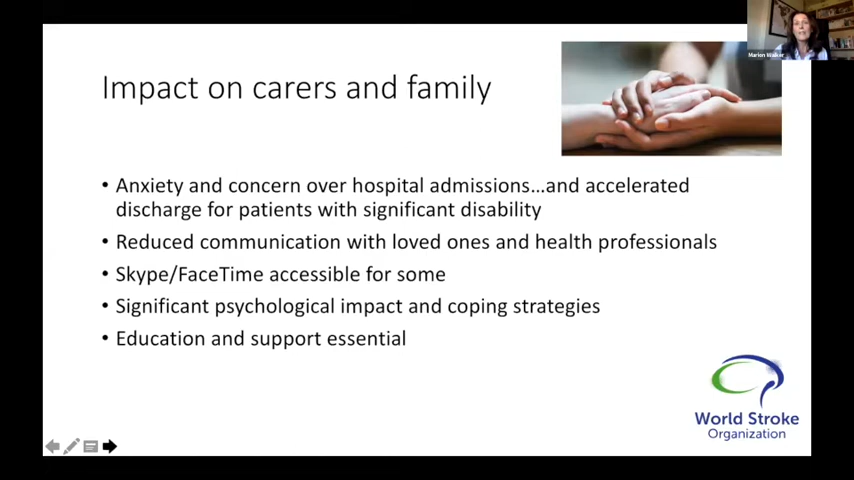 Marion Walker
Impact on carers and family
• Anxiety and concern over hospital admissions…and accelerated
discharge for patients with significant disability
• Reduced communication with loved ones and health professionals
• Skype/FaceTime accessible for some
• Significant psychological impact and coping strategies
• Education and support essential
World Stroke
Organization